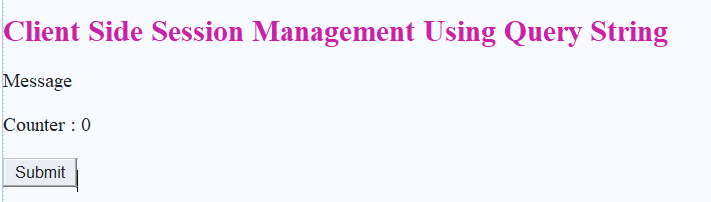 Client Side Session Management Using Query String
Message
Counter : 0
Submit